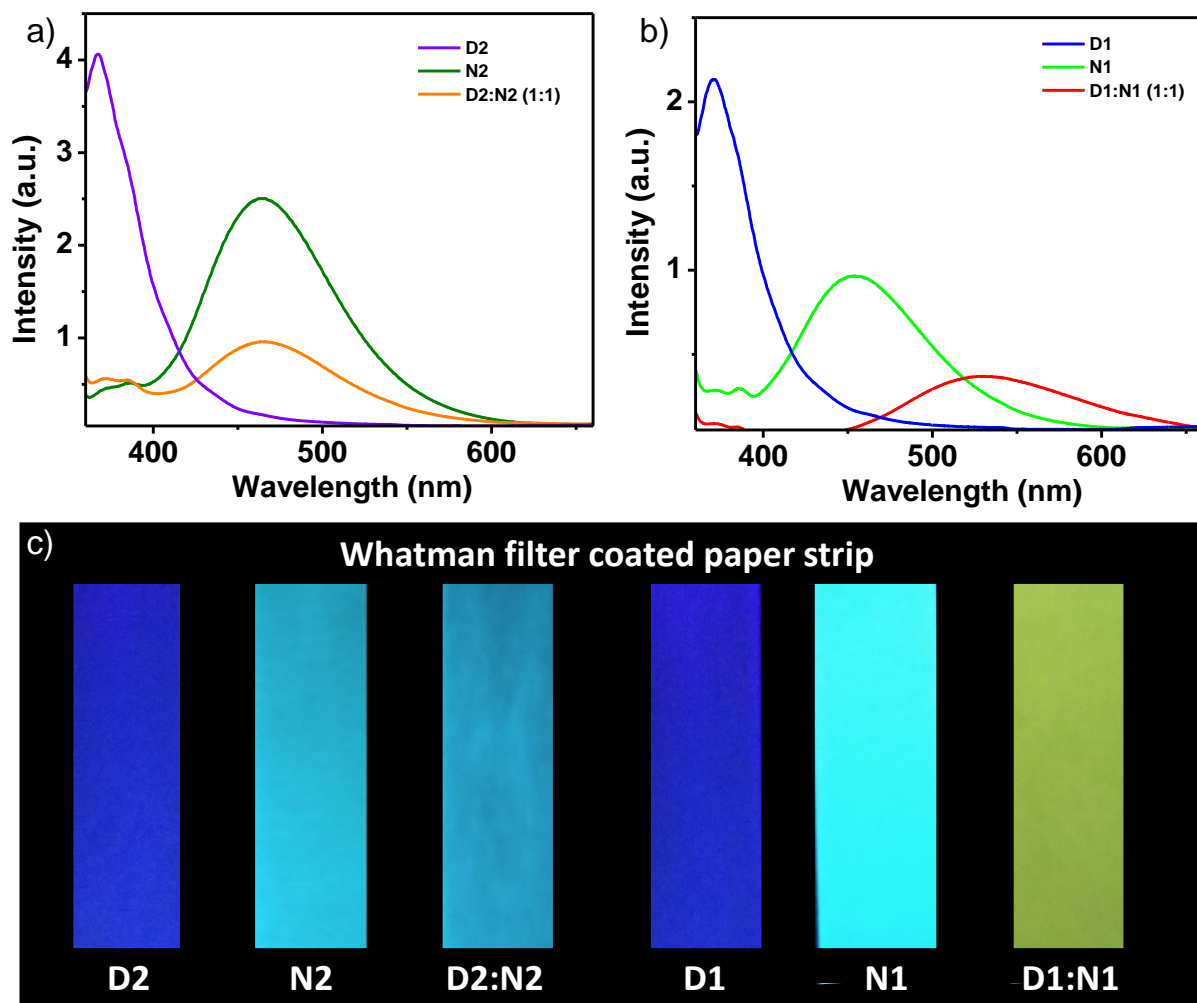 a)
D2
N2
D2:N2 (1:1)
4
3
2
1
Intensity (a.u.)
400
500
600
Wavelength (nm)
b)
D1
N1
D1:N1 (1:1)
2
1
Intensity (a.u.)
400
500
600
Wavelength (nm)
c)
Whatman filter coated paper strip
D2 N2 D2:N2 D1 N1 D1:N1